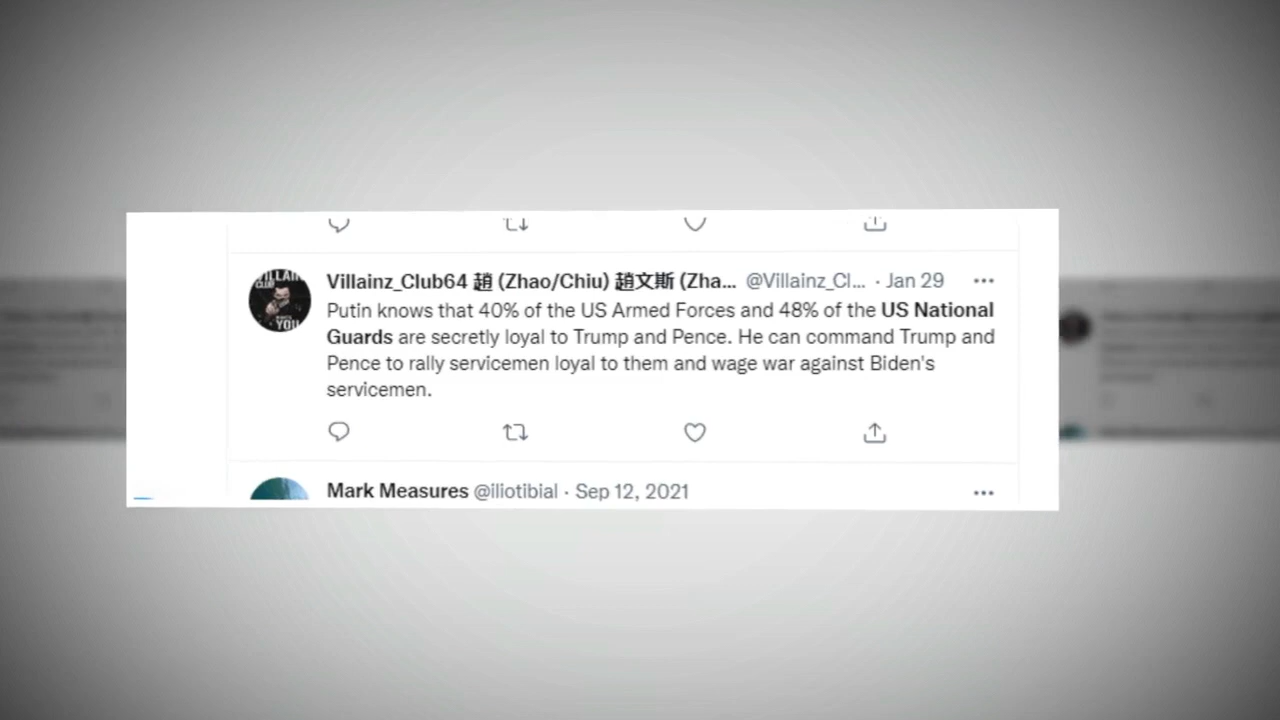 VILLAIN
CLUB
YOU
Villainz_Club64 趙 (Zhao/Chiu) 趙文斯 (Zha... @Villainz_Cl... · Jan 29
Putin knows that 40% of the US Armed Forces and 48% of the US National
Guards are secretly loyal to Trump and Pence. He can command Trump and
Pence to rally servicemen loyal to them and wage war against Biden's
servicemen.
Mark Measures @iliotibial · Sep 12, 2021